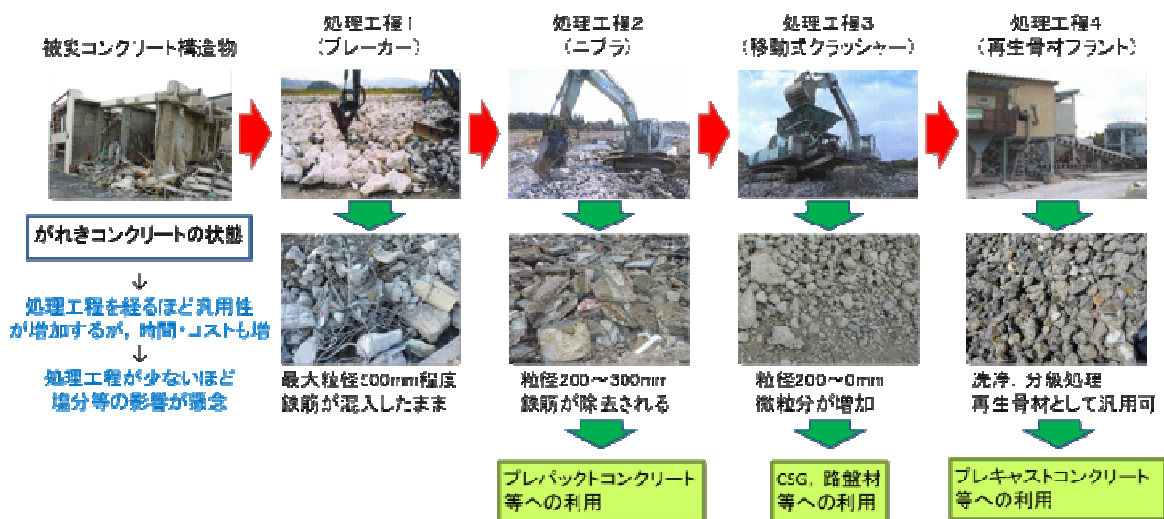 被災コンクリート構造物
処理工程1
(ブレーカー)
処理工程2
(ニブラ)
処理工程3
(移動式クラッシャー)
処理工程4
(再生骨材プラント)
がれきコンクリートの状態
↓
処理工程を経るほど汎用性
が増加するが，時間・コストも増
↓
処理工程が少ないほど
塩分等の影響が懸念
最大粒径500mm程度
鉄筋が混入したまま
粒径200～300mm
鉄筋が除去される
粒径200～0mm
微粒分が増加
洗浄，分級処理
再生骨材として汎用可
プレパックトコンクリート
等への利用
CSG，路盤材
等への利用
プレキャストコンクリート
等への利用